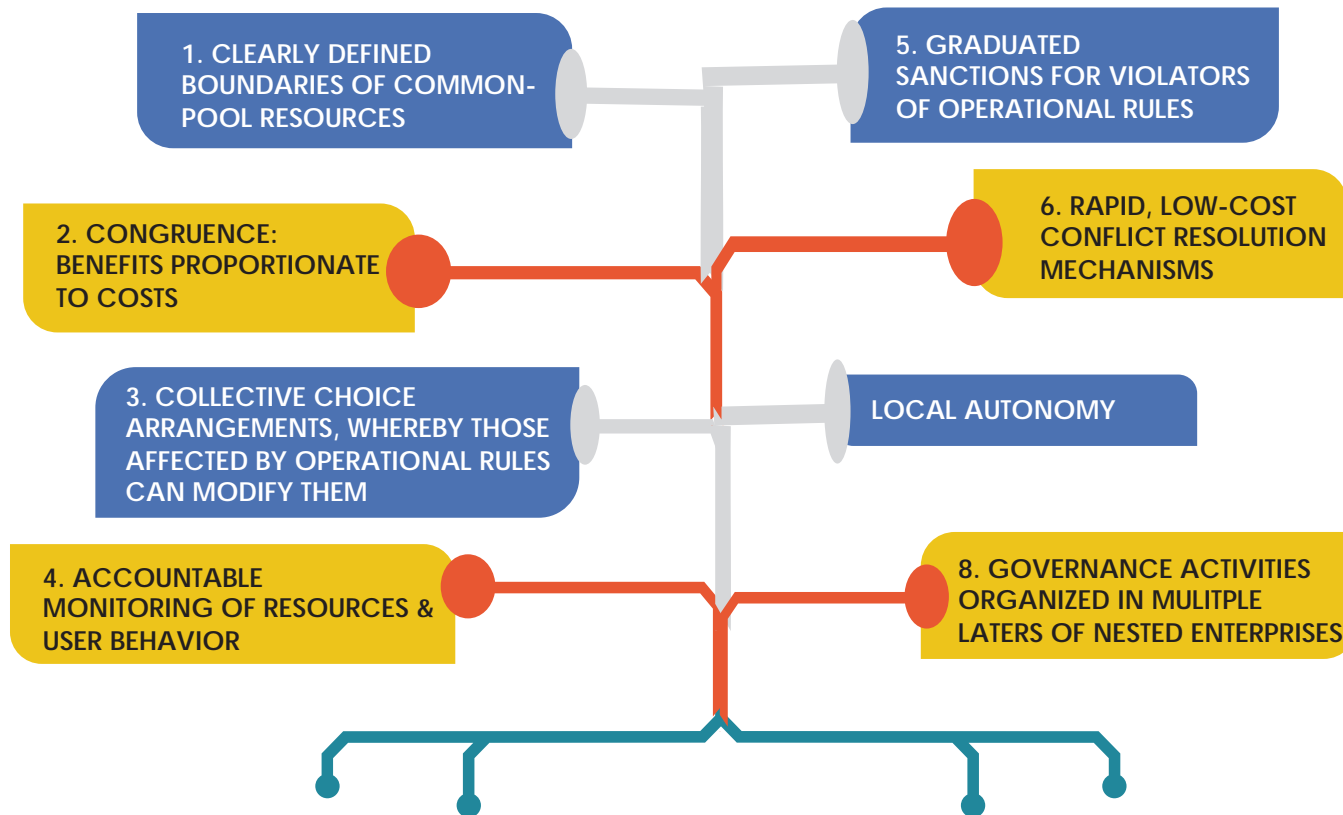 1. CLEARLY DEFINED
BOUNDARIES OF COMMON-
POOL RESOURCES
2. CONGRUENCE:
BENEFITS PROPORTIONATE
TO COSTS
3. COLLECTIVE CHOICE
ARRANGEMENTS, WHEREBY THOSE
AFFECTED BY OPERATIONAL RULES
CAN MODIFY THEM
4. ACCOUNTABLE
MONITORING OF RESOURCES &
USER BEHAVIOR
5. GRADUATED
SANCTIONS FOR VIOLATORS
OF OPERATIONAL RULES
6. RAPID, LOW-COST
CONFLICT RESOLUTION
MECHANISMS
LOCAL AUTONOMY
8. GOVERNANCE ACTIVITIES
ORGANIZED IN MULITPLE
LATERS OF NESTED ENTERPRISES